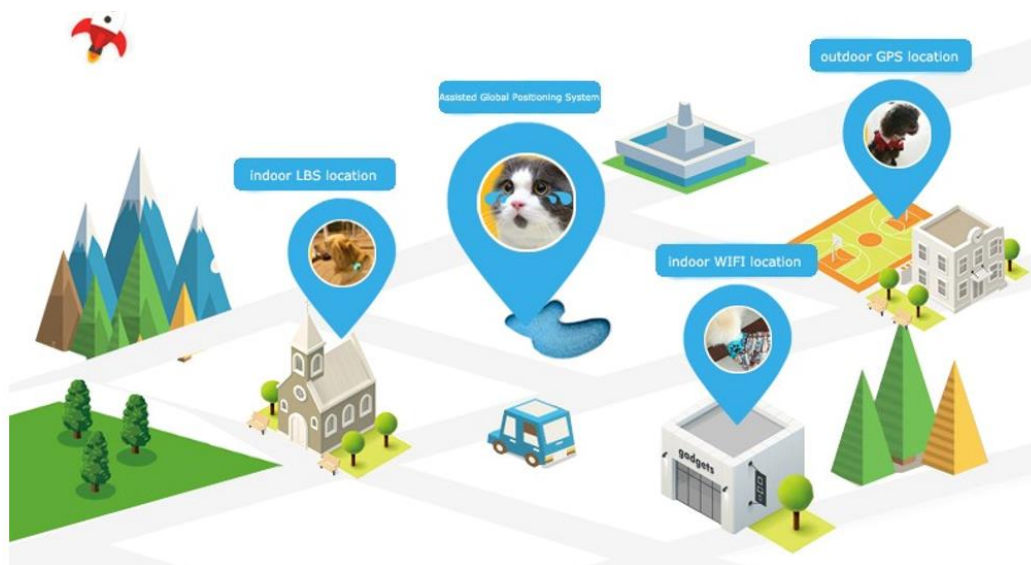 outdoor GPS location
Assisted Global Positioning System
indoor LBS location
indoor WIFI location
gadgets